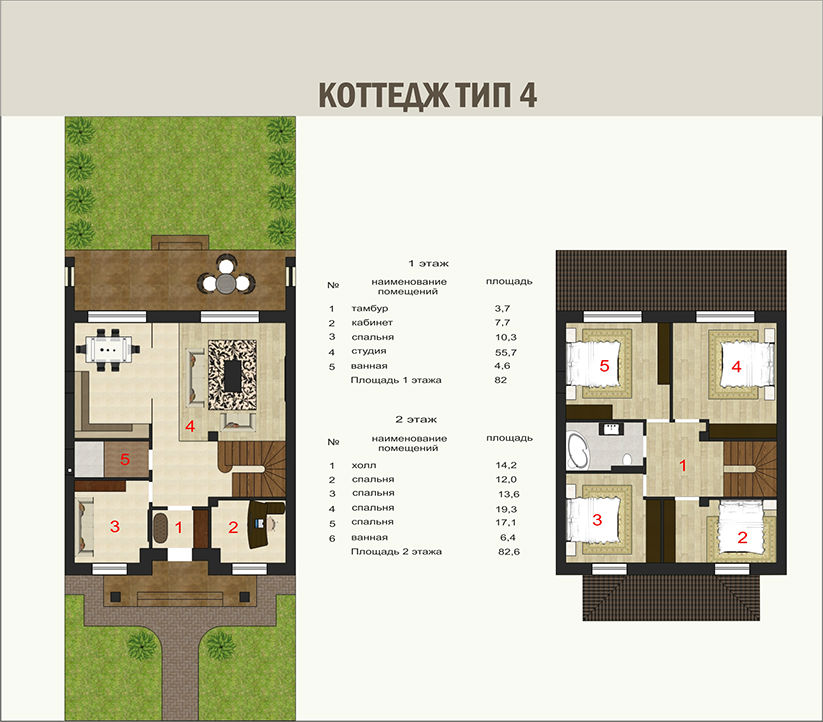 КОТТЕДЖ ТИП 4
1 этаж
№ наименование помещений площадь
1 тамбур 3,7
2 кабинет 7,7
3 спальня 10,3
4 студия 55,7
5 ванная 4,6
Площадь 1 этажа 82
2 этаж
№ наименование помещений площадь
1 холл 14,2
2 спальня 12,0
3 спальня 13,6
4 спальня 19,3
5 спальня 17,1
6 ванная 6,4
Площадь 2 этажа 82,6
4
5
3
1
2
5
4
1
3
2